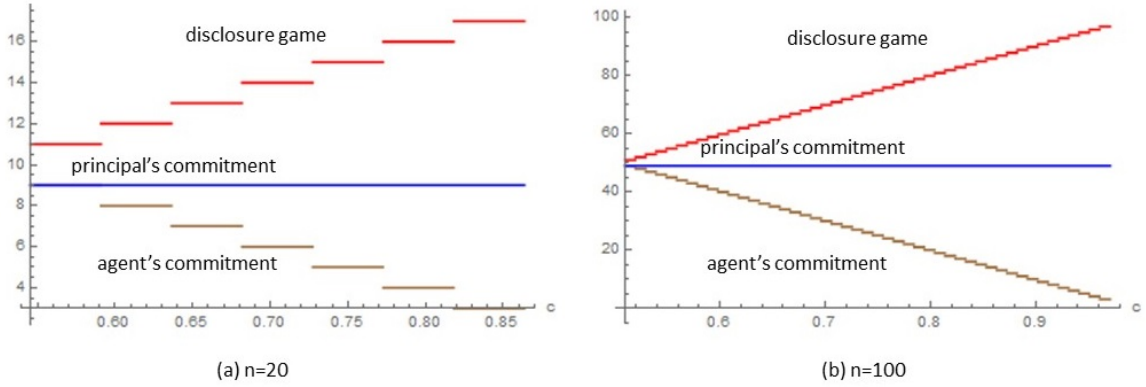 16
14
12
10
8
6
4
0.60 0.65 0.70 0.75 0.80 0.85
c
disclosure game
principal's commitment
agent's commitment
(a) n=20
100
80
60
40
20
0.6 0.7 0.8 0.9
c
disclosure game
principal's commitment
agent's commitment
(b) n=100